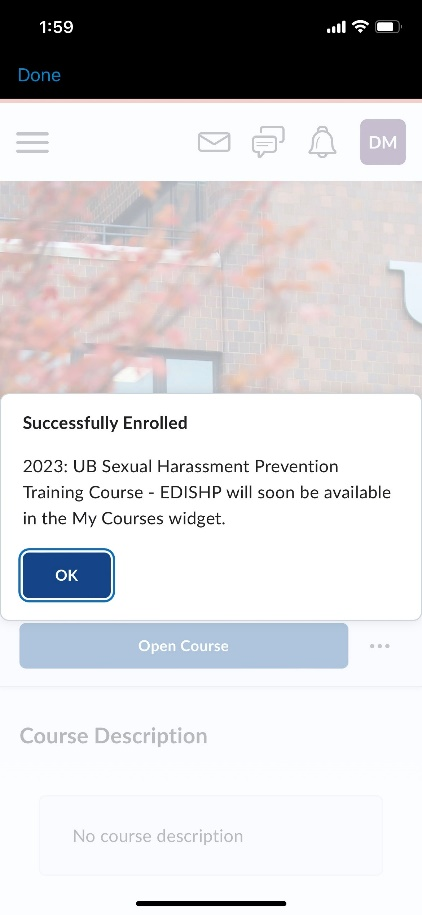 1:59
Done
DM
Successfully Enrolled
2023: UB Sexual Harassment Prevention
Training Course - EDISHP will soon be available
in the My Courses widget.
OK
Open Course
Course Description
No course description